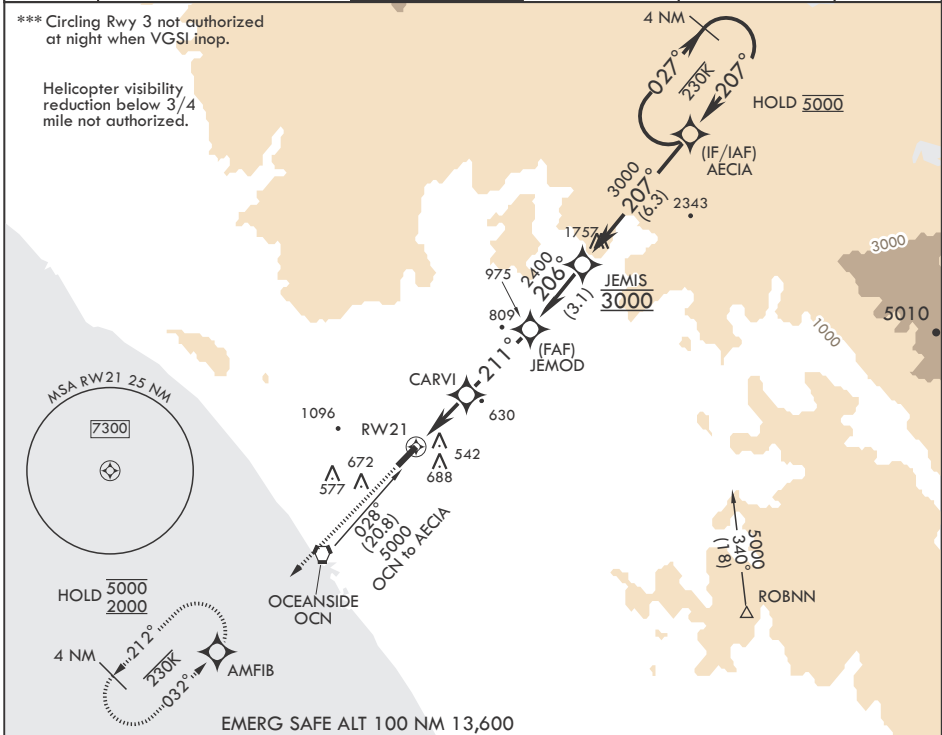 *** Circling Rwy 3 not authorized
at night when VGSI inop.
Helicopter visibility
reduction below 3/4
mile not authorized.
4 NM
027°
230K
207°
HOLD 5000
(IF/IAF)
AECIA
3000
207°
(6.3)
2343
1757
2400
206°
(3.1)
JEMIS
3000
975
809
(FAF)
JEMOD
211°
CARVI
630
3000
5010
1000
MSA RW21 25 NM
7300
1096
RW21
542
688
672
577
028°
(20.8)
5000
OCN to AECIA
OCEANSIDE
OCN
5000
340°
(18)
ROBNN
HOLD 5000
2000
4 NM
212°
230K
032°
AMFIB
EMERG SAFE ALT 100 NM 13,600